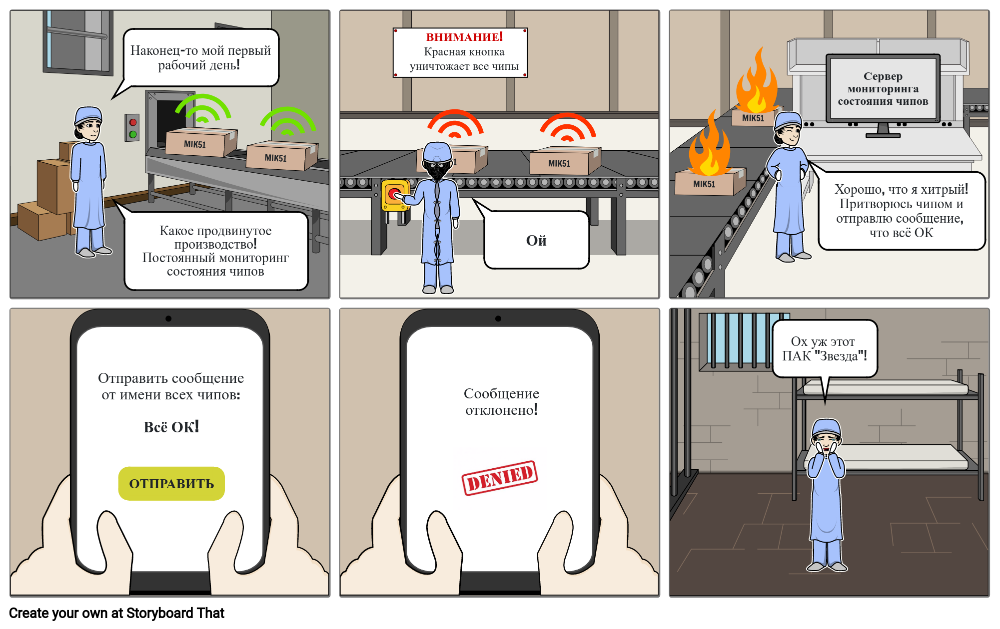 Наконец-то мой первый
рабочий день!
MIK51
MIK51
Какое продвинутое
производство!
Постоянный мониторинг
состояния чипов
ВНИМАНИЕ!
Красная кнопка
уничтожает все чипы
1
MIK51
Ой
MIK51
MIK51
Сервер
мониторинга
состояния чипов
Хорошо, что я хитрый!
Притворюсь чипом и
отправлю сообщение,
что всё ОК
Отправить сообщение
от имени всех чипов:
Всё ОК!
ОТПРАВИТЬ
Сообщение
отклонено!
DENIED
Ох уж этот
ПАК "Звезда"!
Create your own at Storyboard That